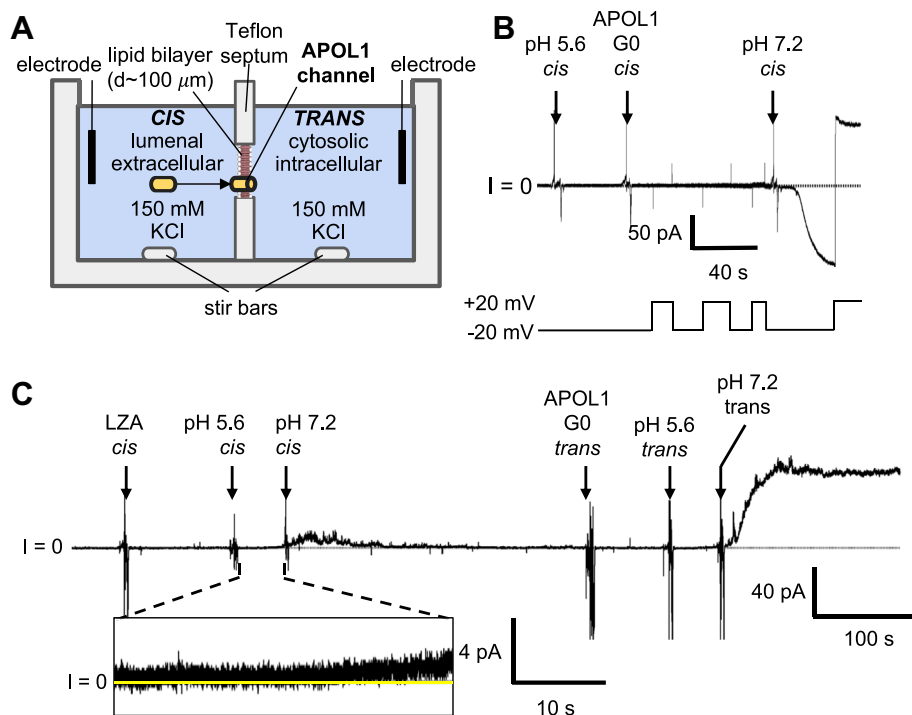 A
Teflon
septum
lipid bilayer
(d~100 μm)
APOL1
channel
electrode
electrode
CIS
lumenal
extracellular
TRANS
cytosolic
intracellular
150 mM
KCl
150 mM
KCl
stir bars
B
pH 5.6
cis
APOL1
G0
cis
pH 7.2
cis
I = 0
50 pA
40 s
+20 mV
-20 mV
C
LZA
cis
pH 5.6
cis
pH 7.2
cis
APOL1
G0
trans
pH 5.6
trans
pH 7.2
trans
I = 0
40 pA
100 s
I = 0
4 pA
10 s